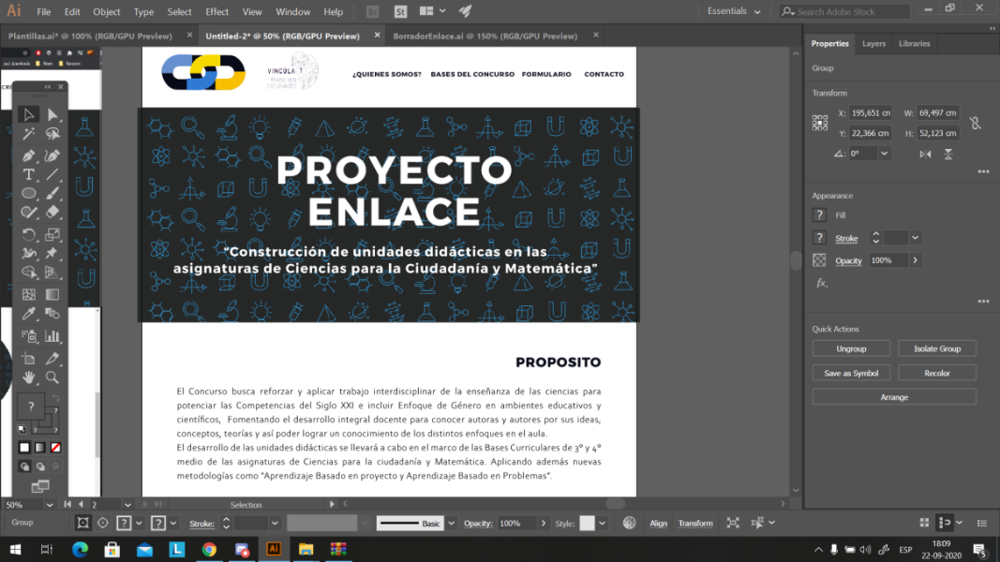 Ai File Edit Object Type Select Effect View Window Help Br St Essentials Search Adobe Stock
Plantillas.ai* @ 100% (RGB/GPU Preview) × Untitled-2* @ 50% (RGB/GPU Preview) × BorradorEnlace.ai @ 150% (RGB/GPU Preview) ×
Properties Layers Libraries
Group
Transform
X: 195,651 cn W: 69,497 cm
Y: 22,366 cm H: 52,123 cm
0°
Appearance
? Fill
? Stroke
Opacity 100%
fx.
Quick Actions
Ungroup Isolate Group
Save as Symbol Recolor
Arrange
VINCULA T
FONDO 2020
ESTUDIANTES
¿QUIENES SOMOS? BASES DEL CONCURSO FORMULARIO CONTACTO
PROYECTO
ENLACE
“Construcción de unidades didácticas en las
asignaturas de Ciencias para la Ciudadanía y Matemática”
PROPOSITO
El Concurso busca reforzar y aplicar trabajo interdisciplinar de la enseñanza de las ciencias para
potenciar las Competencias del Siglo XXI e incluir Enfoque de Género en ambientes educativos y
científicos, Fomentando el desarrollo integral docente para conocer autoras y autores por sus ideas,
conceptos, teorías y así poder lograr un conocimiento de los distintos enfoques en el aula.
El desarrollo de las unidades didácticas se llevará a cabo en el marco de las Bases Curriculares de 3° y 4°
medio de las asignaturas de Ciencias para la ciudadanía y Matemática. Aplicando además nuevas
metodologías como “Aprendizaje Basado en proyecto y Aprendizaje Basado en Problemas”.
50% 2 Selection
Group ? ? Stroke: Basic Opacity: 100% Style: Align Transform
L Ai ESP 18:09
22-09-2020 5